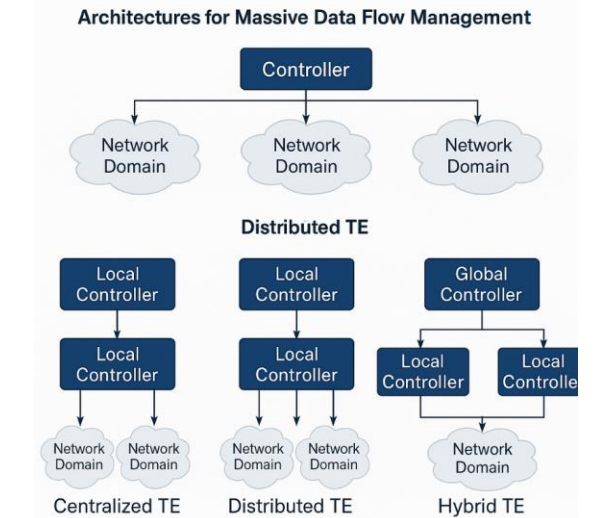 Architectures for Massive Data Flow Management
Controller
Network
Domain
Network
Domain
Network
Domain
Distributed TE
Local
Controller
Local
Controller
Global
Controller
Local
Controller
Local
Controller
Local
Controller
Local
Controlle
Network
Domain
Network
Domain
Network
Domain
Network
Domain
Network
Domain
Centralized TE
Distributed TE
Hybrid TE